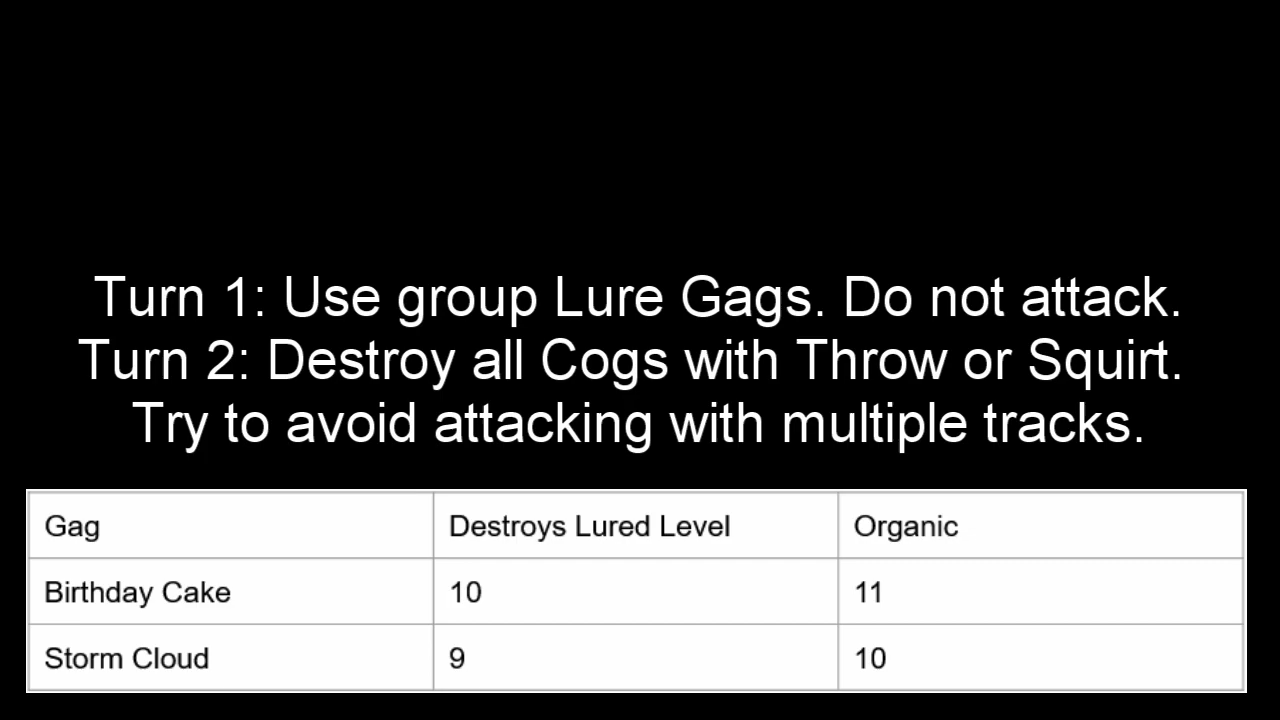 Turn 1: Use group Lure Gags. Do not attack.
Turn 2: Destroy all Cogs with Throw or Squirt.
Try to avoid attacking with multiple tracks.
Gag Destroys Lured Level Organic
Birthday Cake 10 11
Storm Cloud 9 10